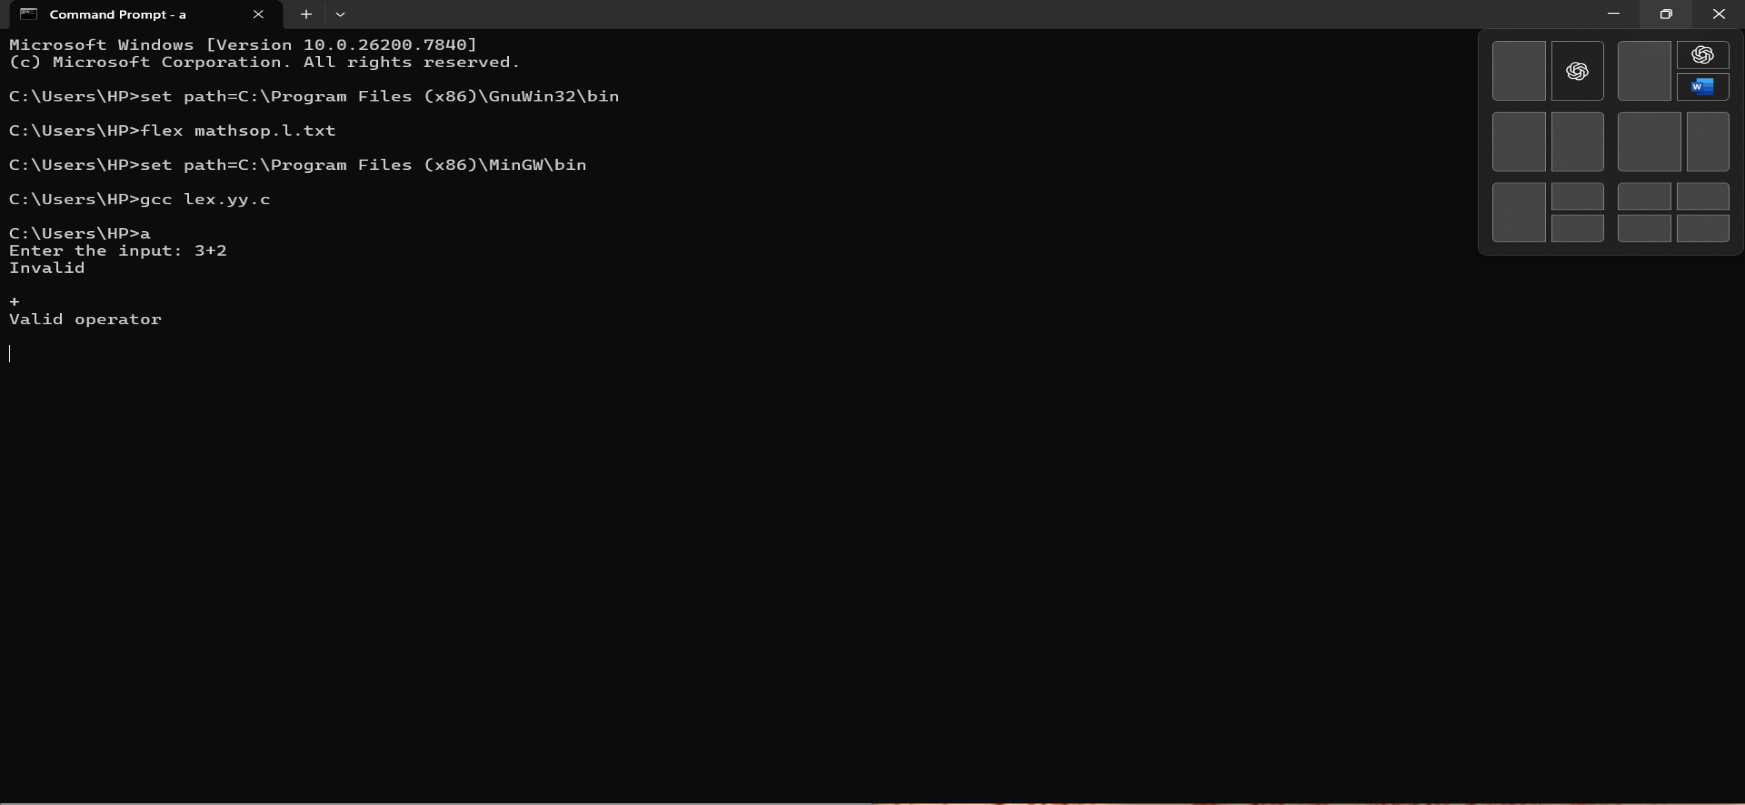 Command Prompt - a
Microsoft Windows [Version 10.0.26200.7840]
(c) Microsoft Corporation. All rights reserved.
C:\Users\HP>set path=C:\Program Files (x86)\GnuWin32\bin
C:\Users\HP>flex mathsop.l.txt
C:\Users\HP>set path=C:\Program Files (x86)\MinGW\bin
C:\Users\HP>gcc lex.yy.c
C:\Users\HP>a
Enter the input: 3+2
Invalid
+
Valid operator
W